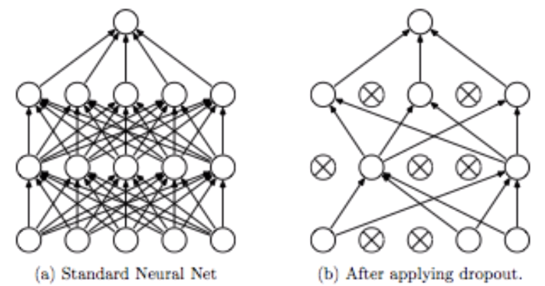 (a) Standard Neural Net
(b) After applying dropout.